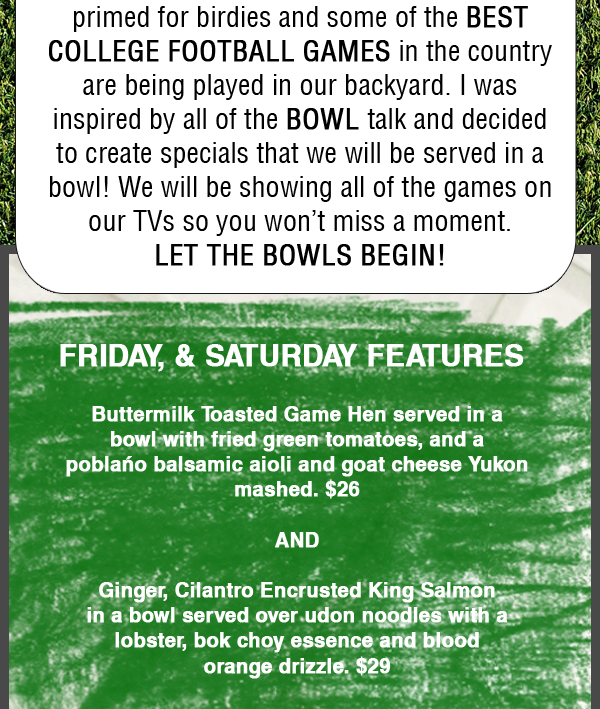 primed for birdies and some of the BEST
COLLEGE FOOTBALL GAMES in the country
are being played in our backyard. I was
inspired by all of the BOWL talk and decided
to create specials that we will be served in a
bowl! We will be showing all of the games on
our TVs so you won’t miss a moment.
LET THE BOWLS BEGIN!
FRIDAY, & SATURDAY FEATURES
Buttermilk Toasted Game Hen served in a
bowl with fried green tomatoes, and a
poblańo balsamic aioli and goat cheese Yukon
mashed. $26
AND
Ginger, Cilantro Encrusted King Salmon
in a bowl served over udon noodles with a
lobster, bok choy essence and blood
orange drizzle. $29